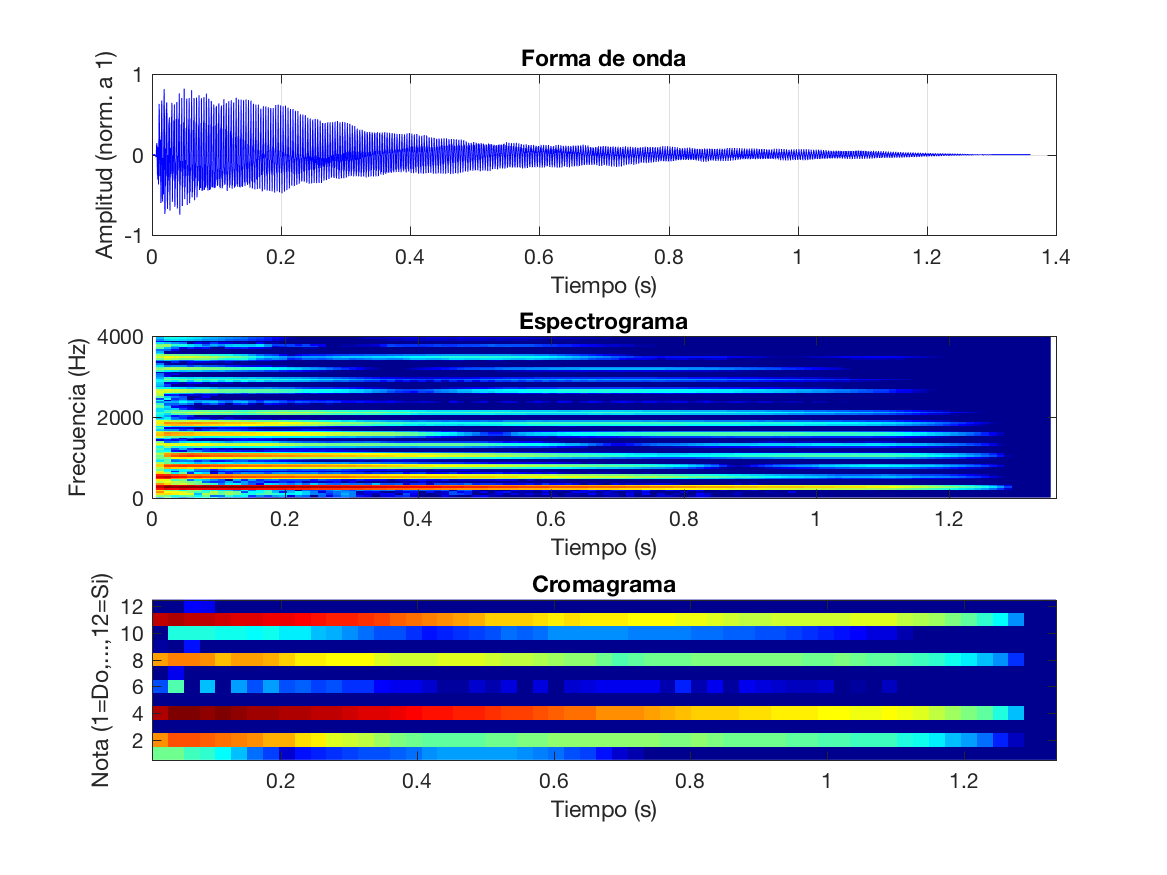 Forma de onda
Amplitud (norm. a 1)
1
0
-1
0 0.2 0.4 0.6 0.8 1 1.2 1.4
Tiempo (s)
Espectrograma
Frecuencia (Hz)
4000
2000
0
0 0.2 0.4 0.6 0.8 1 1.2
Tiempo (s)
Cromagrama
Nota (1=Do,...,12=Si)
12
10
8
6
4
2
0.2 0.4 0.6 0.8 1 1.2
Tiempo (s)